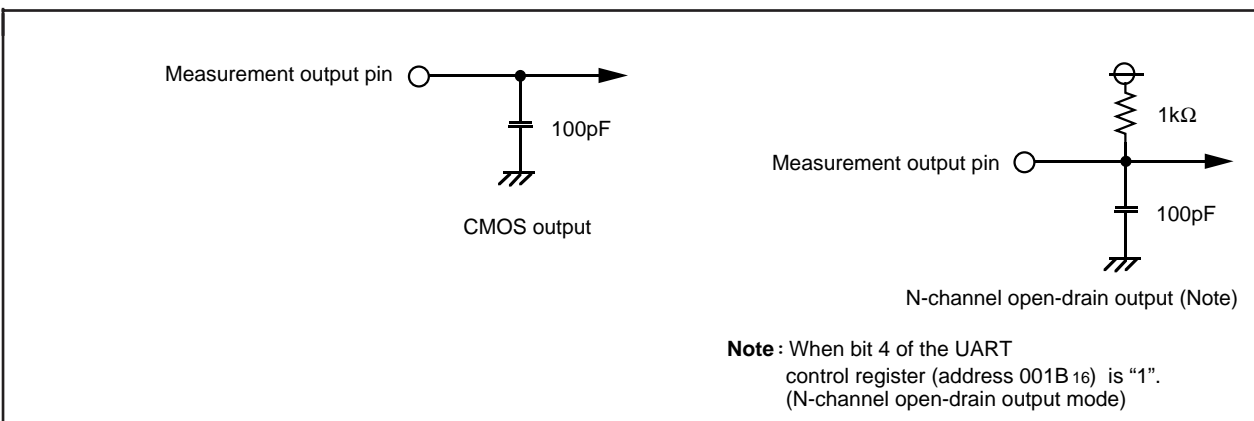 Measurement output pin
100pF
CMOS output
1kΩ
Measurement output pin
100pF
N-channel open-drain output (Note)
Note : When bit 4 of the UART
control register (address 001B16) is “1”.
(N-channel open-drain output mode)